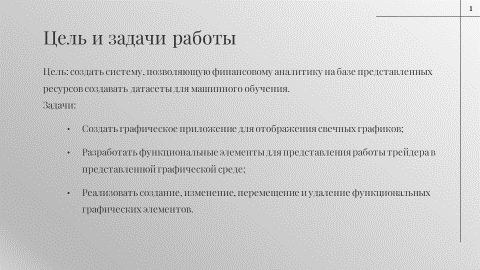 1
Цель и задачи работы
Цель: создать систему, позволяющую финансовому аналитику на базе представленных
ресурсов создавать датасеты для машинного обучения.
Задачи:
• Создать графическое приложение для отображения свечных графиков;
• Разработать функциональные элементы для представления работы трейдера в
представленной графической среде;
• Реализовать создание, изменение, перемещение и удаление функциональных
графических элементов.